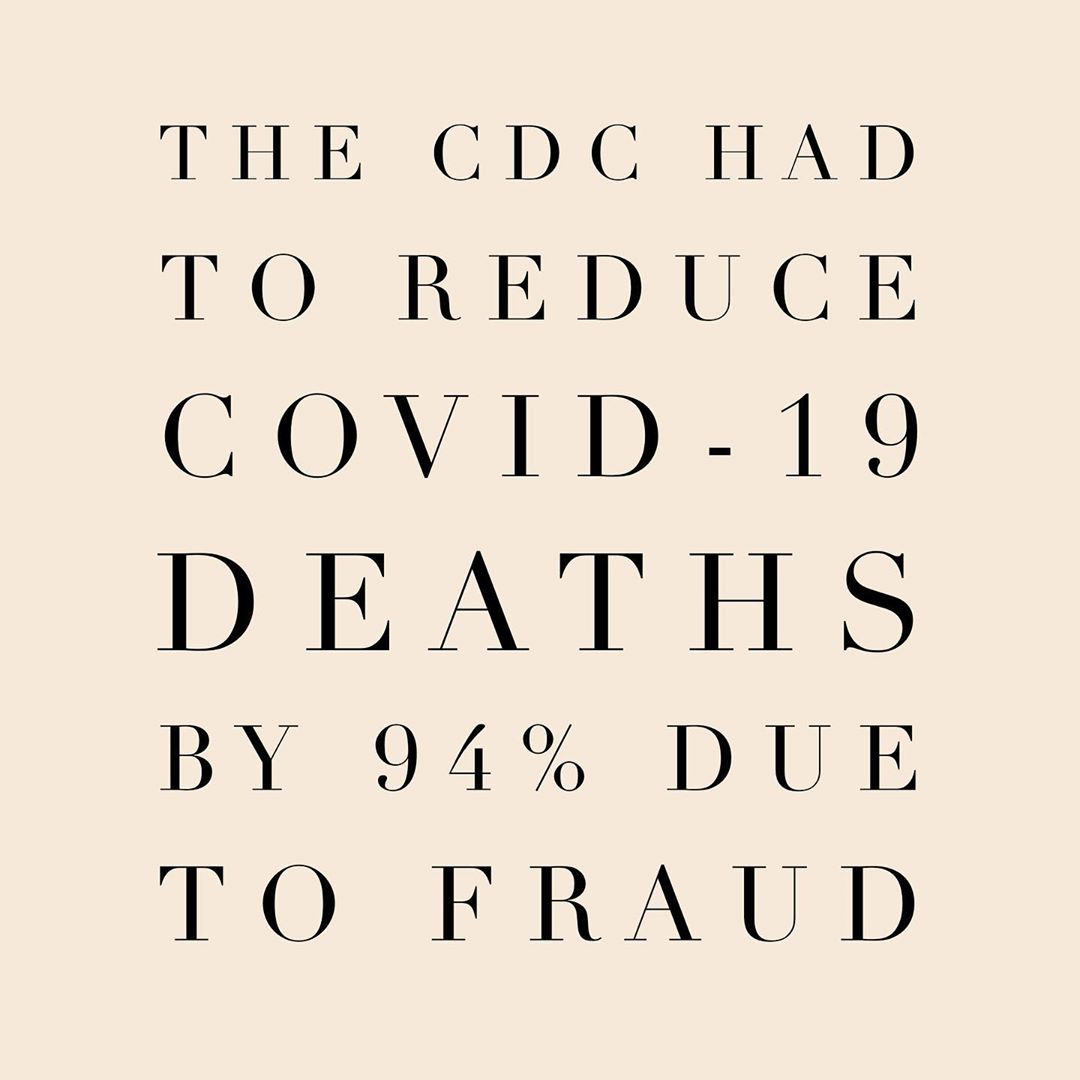 THE CDC HAD
TO REDUCE
COVID-19
DEATHS
BY 94% DUE
TO FRAUD